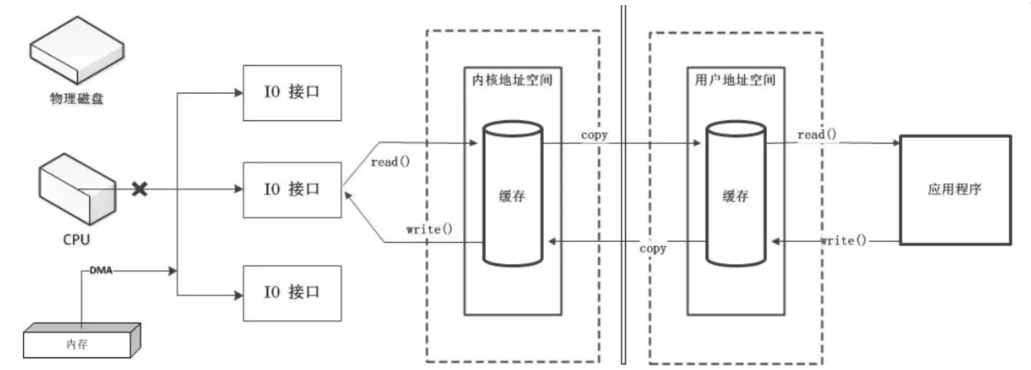 物理磁盘
CPU
DMA
内存
IO 接口
IO 接口
IO 接口
read()
write()
内核地址空间
缓存
copy
copy
用户地址空间
缓存
read()
write()
应用程序